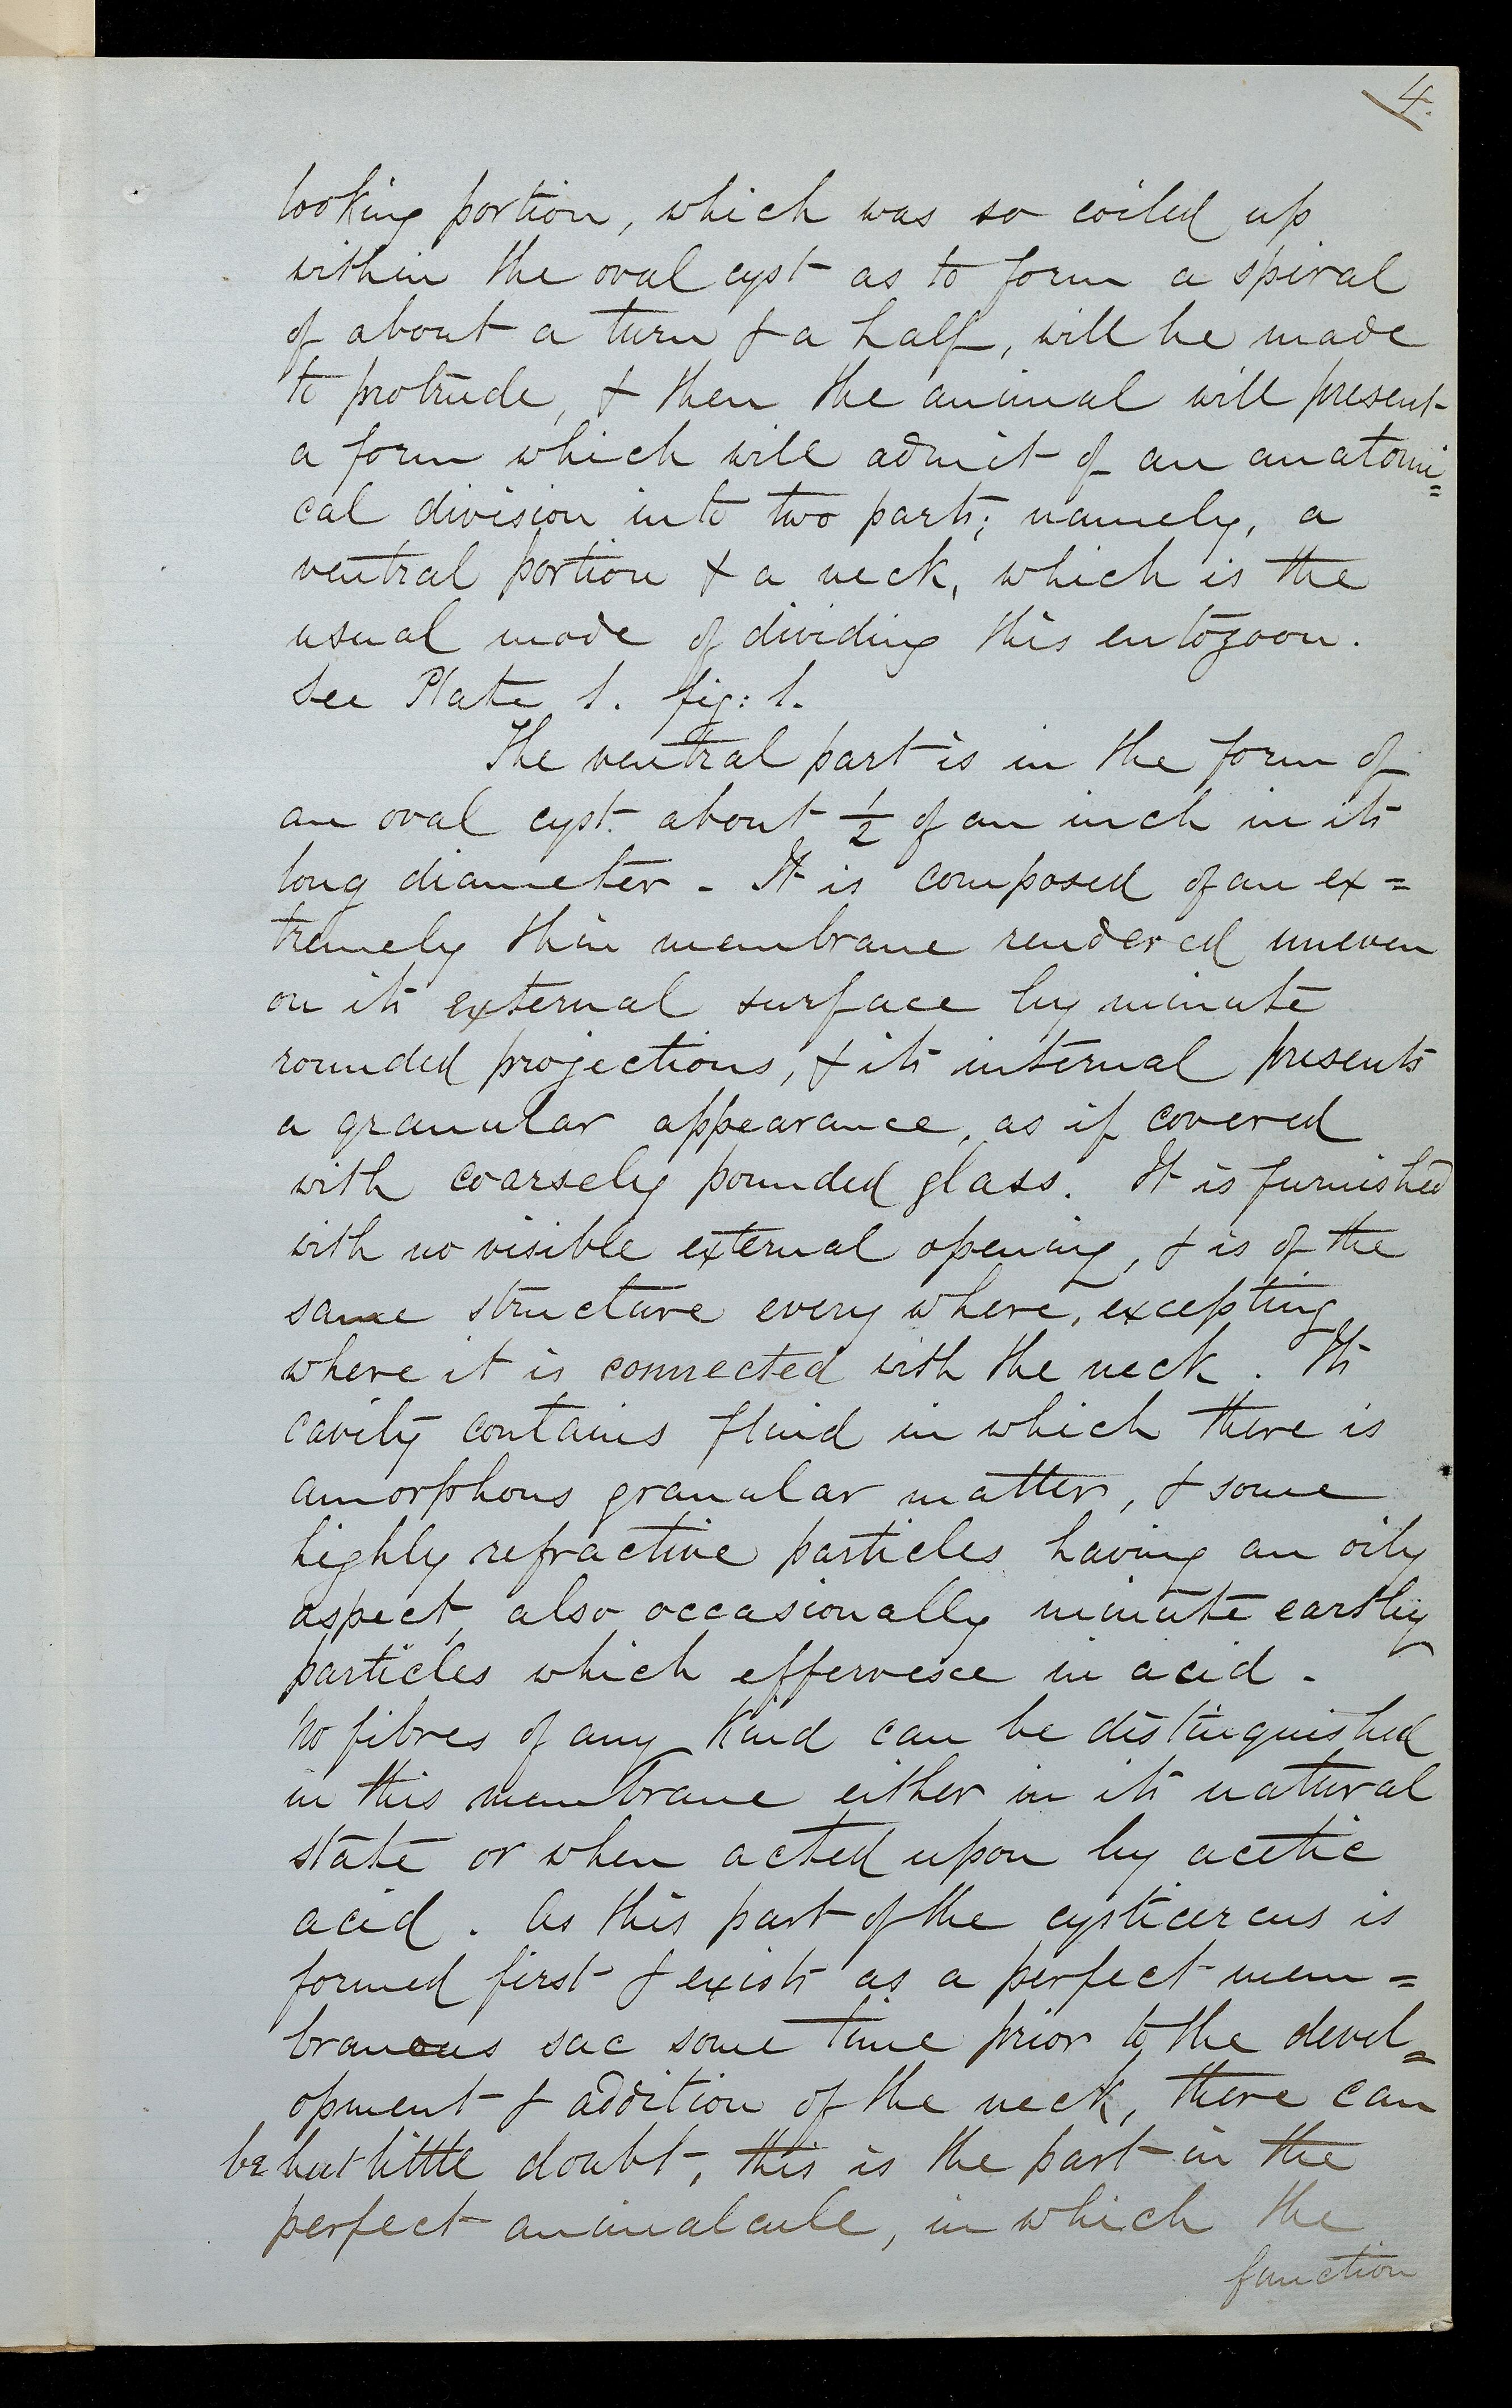 4.
looking portion, which was so coiled up
within the oval cyst as to form a spiral
of about a turn & a half, will be made
to protrude, & then the animal will present
a form which will admit of an anatomi=
cal division into two parts; namely, a
ventral portion & a neck, which is the
usual mode of dividing this entozoon.
See Plate 1. fig: 1.
The ventral part is in the form of
an oval cyst about 1/2 of an inch in its
long diameter - It is composed of an ex=
tremely thin membrane rendered uneven
on its external surface by minute
rounded projections, & its internal presents
a granular appearance, as if covered
with coarsely pounded glass. It is furnished
with no visible external opening, & is of the
same structure every where, excepting
where it is connected with the neck. Its
cavity contains fluid in which there is
amorphous granular matter, & some
highly refractive particles having an oily
aspect, also occasionally minute earthy
particles which effervesce in acid -
No fibres of any kind can be distinguished
in this membrane either in its natural
state or when acted upon by acetic
acid. As this part of the cysticercus is
formed first & exists as a perfect mem=
branous sac some time prior to the devel=
opment & addition of the neck, there can
be but little doubt, this is the part in the
perfect animalcule, in which the
function